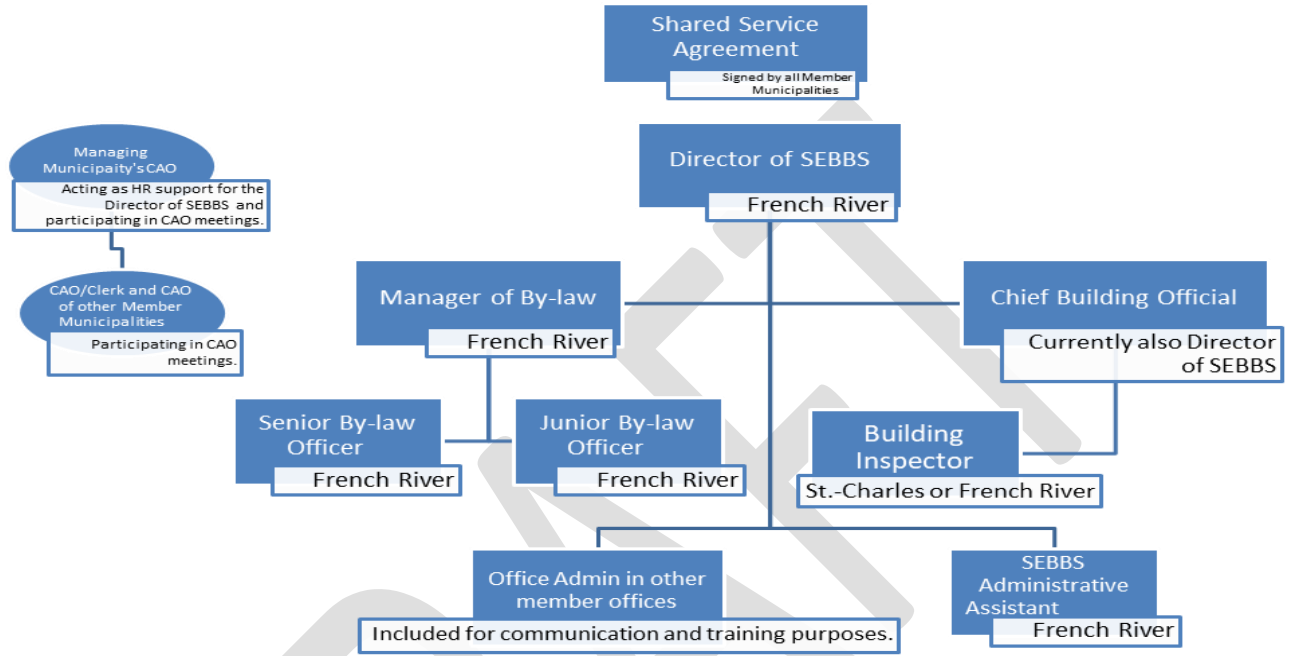 Shared Service
Agreement
Signed by all Member
Municipalities
Managing
Municipaity's CAO
Acting as HR support for the
Director of SEBBS and
participating in CAO meetings.
CAO/Clerk and CAO
of other Member
Municipalities
Participating in CAO
meetings.
Director of SEBBS
French River
Manager of By-law
French River
Chief Building Official
Currently also Director
of SEBBS
Senior By-law
Officer
French River
Junior By-law
Officer
French River
Building
Inspector
St.-Charles or French River
Office Admin in other
member offices
Included for communication and training purposes.
SEBBS
Administrative
Assistant
French River